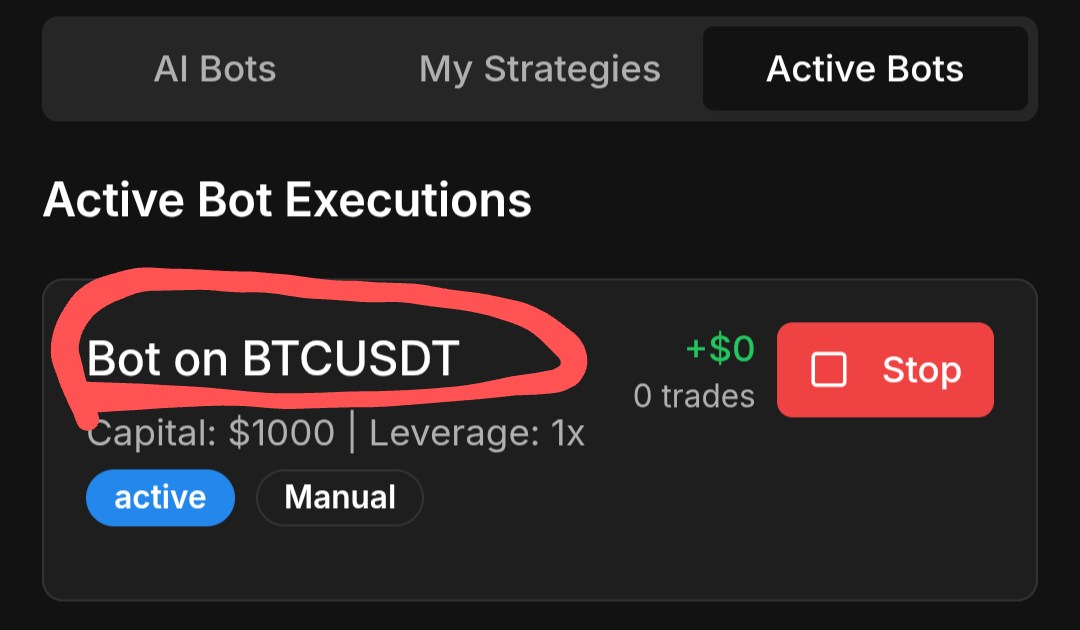 AI Bots My Strategies Active Bots
Active Bot Executions
Bot on BTCUSDT
+$0
0 trades
Stop
Capital: $1000 | Leverage: 1x
active Manual